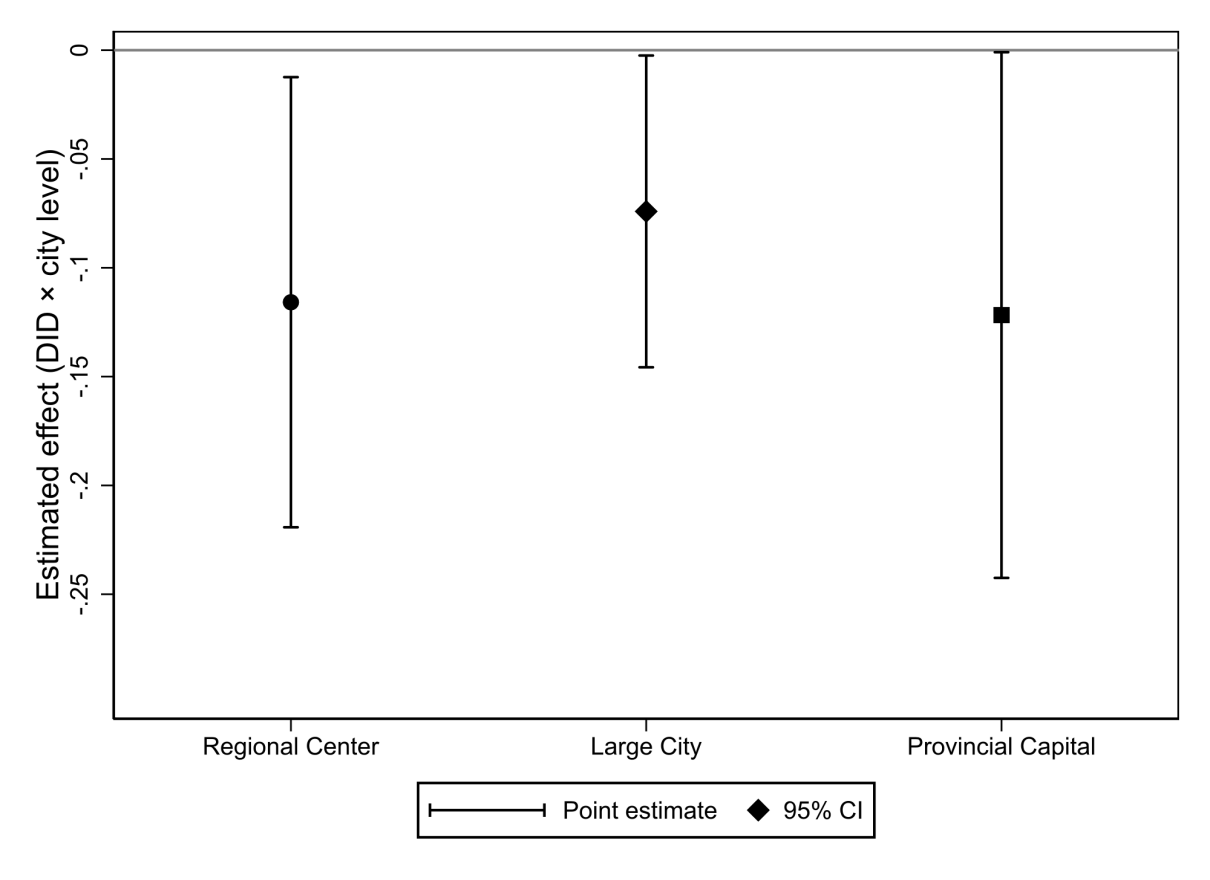 Estimated effect (DID × city level)
0
-.05
-.1
-.15
-.2
-.25
Regional Center Large City Provincial Capital
Point estimate 95% CI